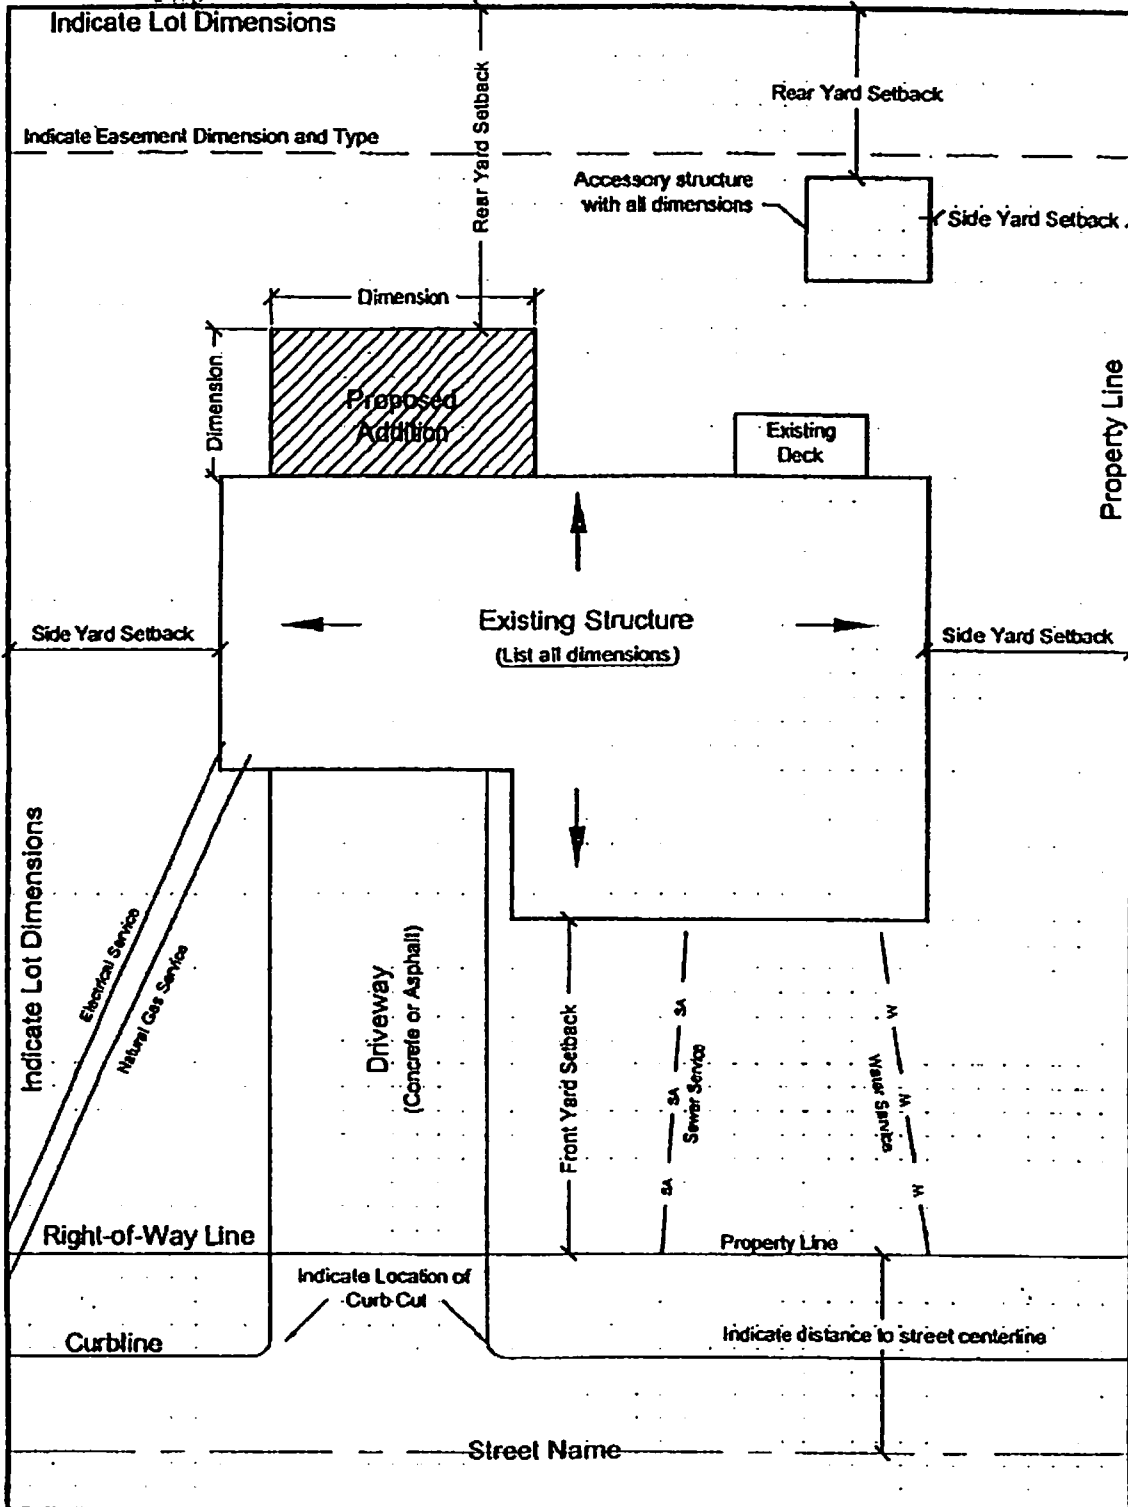 Indicate Lot Dimensions
Rear Yard Setback
Rear Yard Setback
Indicate Easement Dimension and Type
Accessory structure
with all dimensions
Side Yard Setback
Dimension
Dimension
Proposed
Addition
Existing
Deck
Property Line
Existing Structure
(List all dimensions)
Side Yard Setback
Side Yard Setback
Indicate Lot Dimensions
Electrical Service
Natural Gas Service
Driveway
(Concrete or Asphalt)
Front Yard Setback
SA
SA
SA
Sewer Service
W
W
W
Water Service
Right-of-Way Line
Property Line
Indicate Location of
Curb Cut
Curbline
Indicate distance to street centerline
Street Name